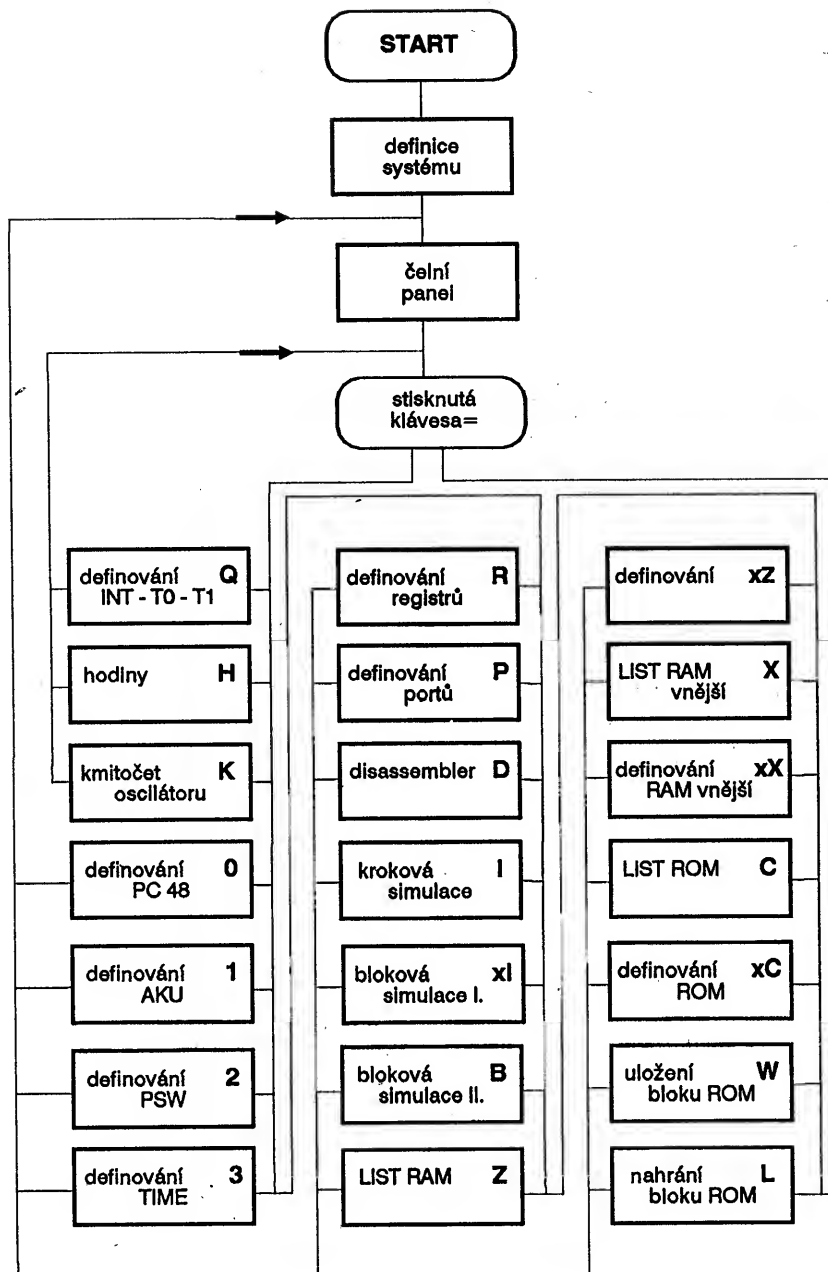 START
definice
systému
čelní
panel
stisknutá
klávesa=
definování Q
INT - T0 - T1
hodiny H
kmitočet K
oscilátoru
definování 0
PC 48
definování 1
AKU
definování 2
PSW
definování 3
TIME
definování R
registrů
definování P
portů
disassembler D
kroková I
simulace
bloková xI
simulace I.
bloková B
simulace II.
LIST RAM Z
definování xZ
LIST RAM X
vnější
definování xX
RAM vnější
LIST ROM C
definování xC
ROM
uložení W
bloku ROM
nahrání L
bloku ROM